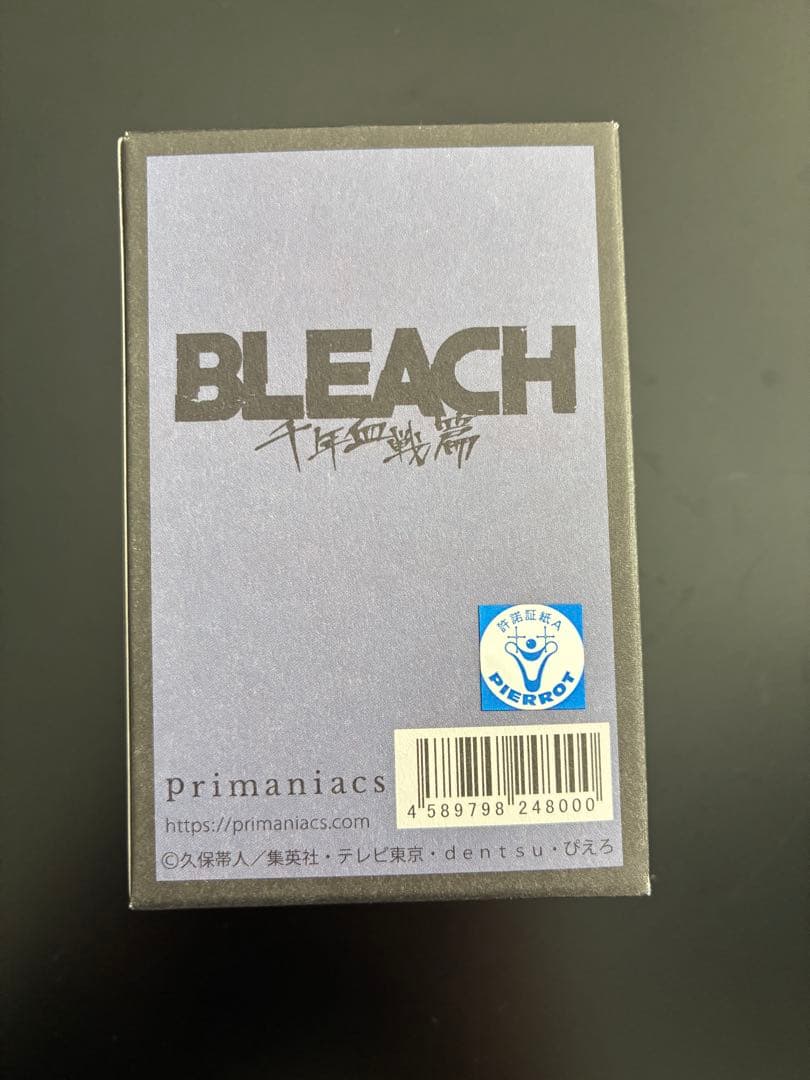 BLEACH
千年血戦篇
許諾証紙A
PIERROT
4 589798 248000
primaniacs
https://primaniacs.com
©久保帯人／集英社・テレビ東京・dentsu・ぴえろ